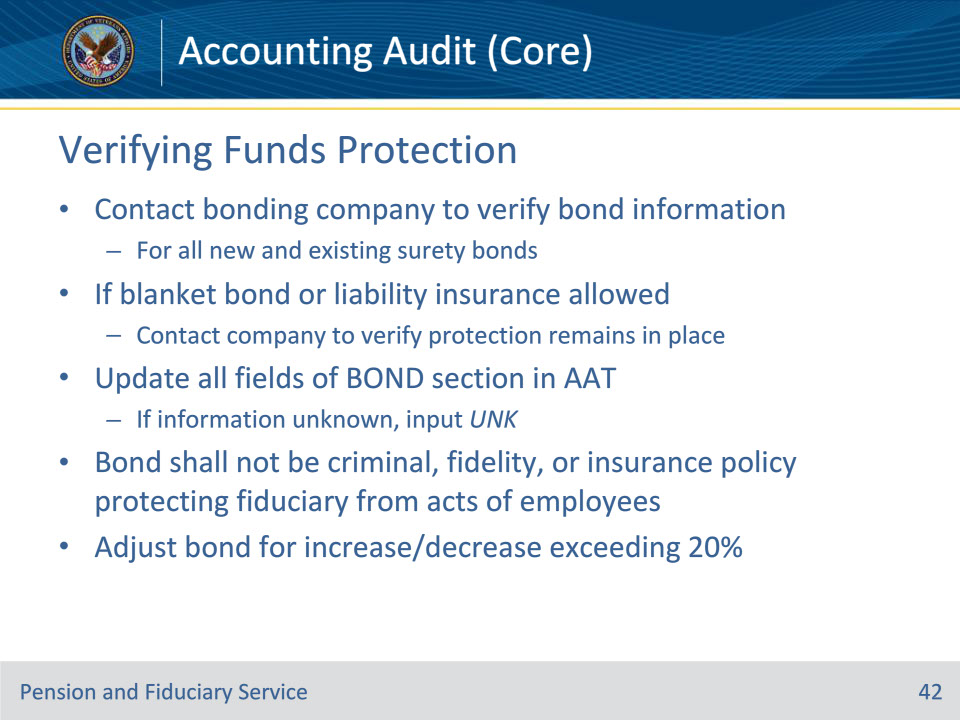 Accounting Audit (Core)
Verifying Funds Protection
• Contact bonding company to verify bond information
– For all new and existing surety bonds
• If blanket bond or liability insurance allowed
– Contact company to verify protection remains in place
• Update all fields of BOND section in AAT
– If information unknown, input UNK
• Bond shall not be criminal, fidelity, or insurance policy
protecting fiduciary from acts of employees
• Adjust bond for increase/decrease exceeding 20%
Pension and Fiduciary Service
42